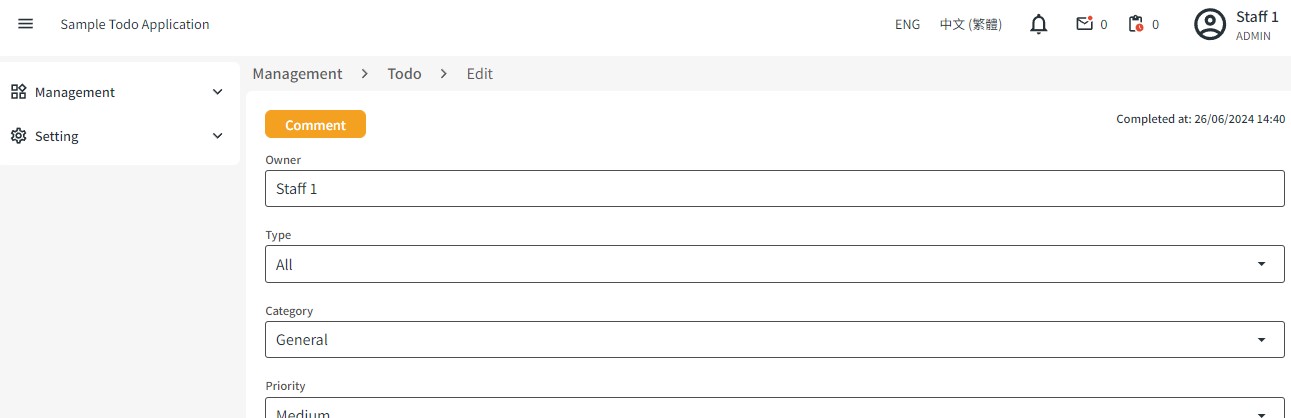 Sample Todo Application
ENG 中文 (繁體) 0 0 Staff 1
ADMIN
Management
Setting
Management > Todo > Edit
Comment
Completed at: 26/06/2024 14:40
Owner
Staff 1
Type
All
Category
General
Priority
Medium